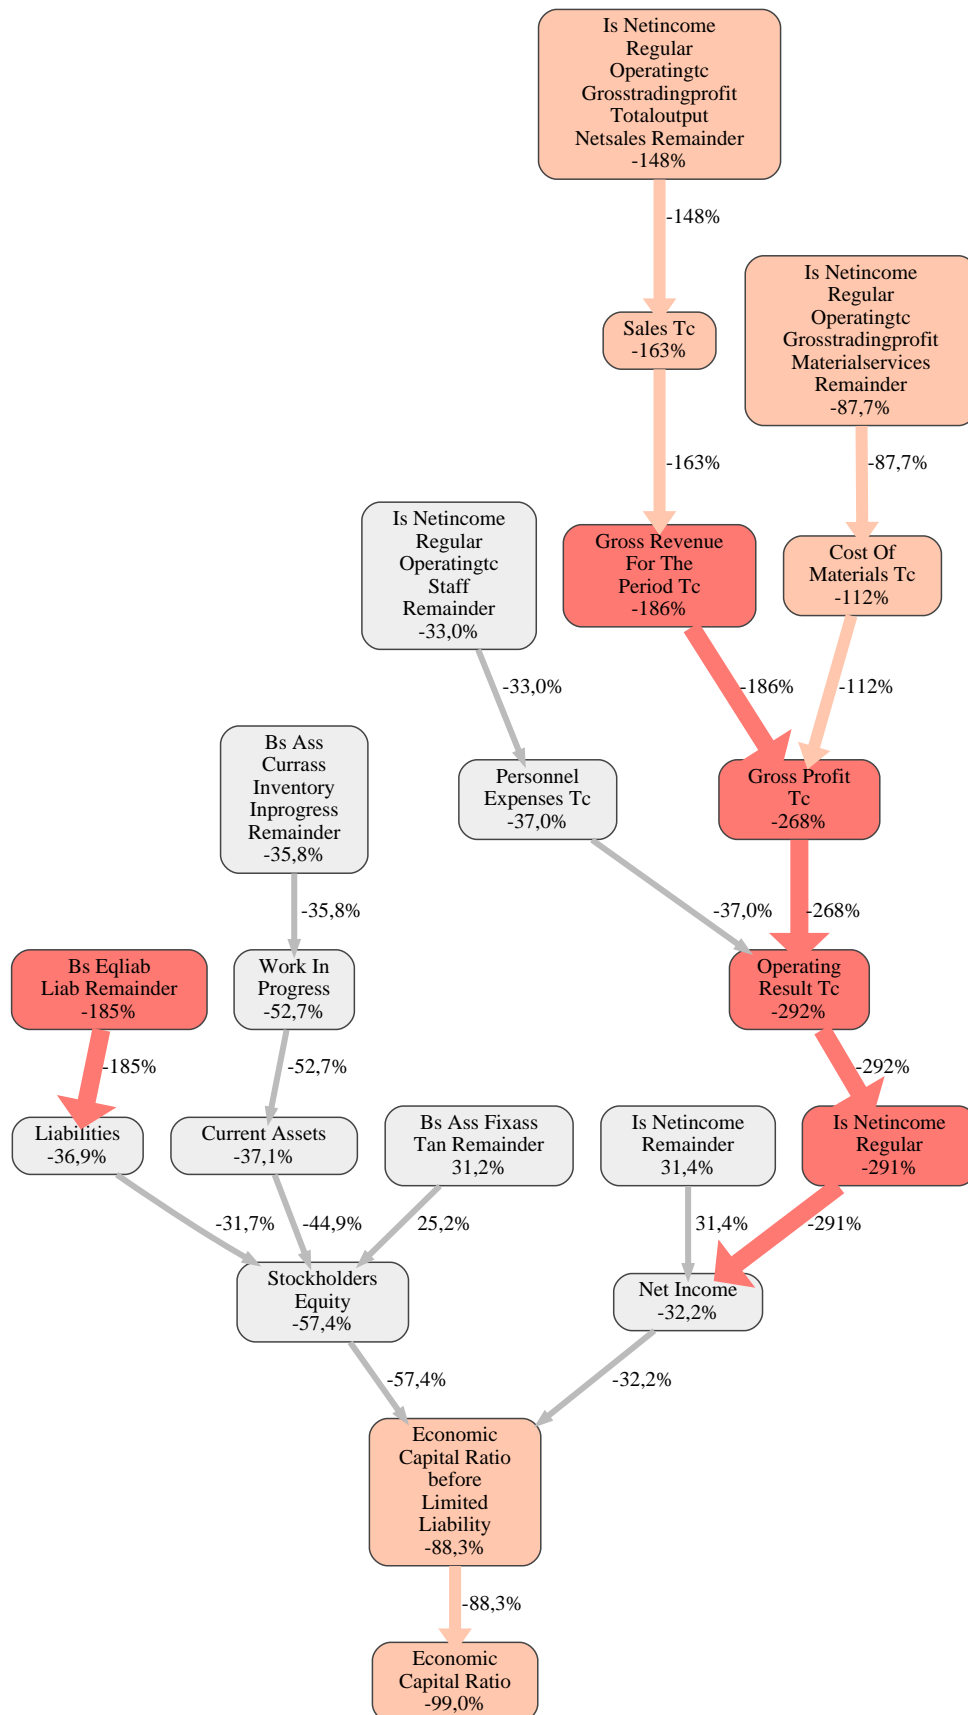 Is Netincome
Regular
Operatingtc
Grosstradingprofit
Totaloutput
Netsales Remainder
-148%
-148%
Is Netincome
Regular
Operatingtc
Grosstradingprofit
Materialservices
Remainder
-87,7%
Sales Tc
-163%
-163%
-87,7%
Is Netincome
Regular
Operatingtc
Staff
Remainder
-33,0%
Gross Revenue
For The
Period Tc
-186%
Cost Of
Materials Tc
-112%
-33,0%
-186%
-112%
Bs Ass
Currass
Inventory
Inprogress
Remainder
-35,8%
Personnel
Expenses Tc
-37,0%
Gross Profit
Tc
-268%
-35,8%
-37,0%
-268%
Bs Eqliab
Liab Remainder
-185%
Work In
Progress
-52,7%
Operating
Result Tc
-292%
-185%
-52,7%
-292%
Liabilities
-36,9%
Current Assets
-37,1%
Bs Ass Fixass
Tan Remainder
31,2%
Is Netincome
Remainder
31,4%
Is Netincome
Regular
-291%
-31,7%
-44,9%
25,2%
31,4%
-291%
Stockholders
Equity
-57,4%
Net Income
-32,2%
-57,4%
-32,2%
Economic
Capital Ratio
before
Limited
Liability
-88,3%
-88,3%
Economic
Capital Ratio
-99,0%